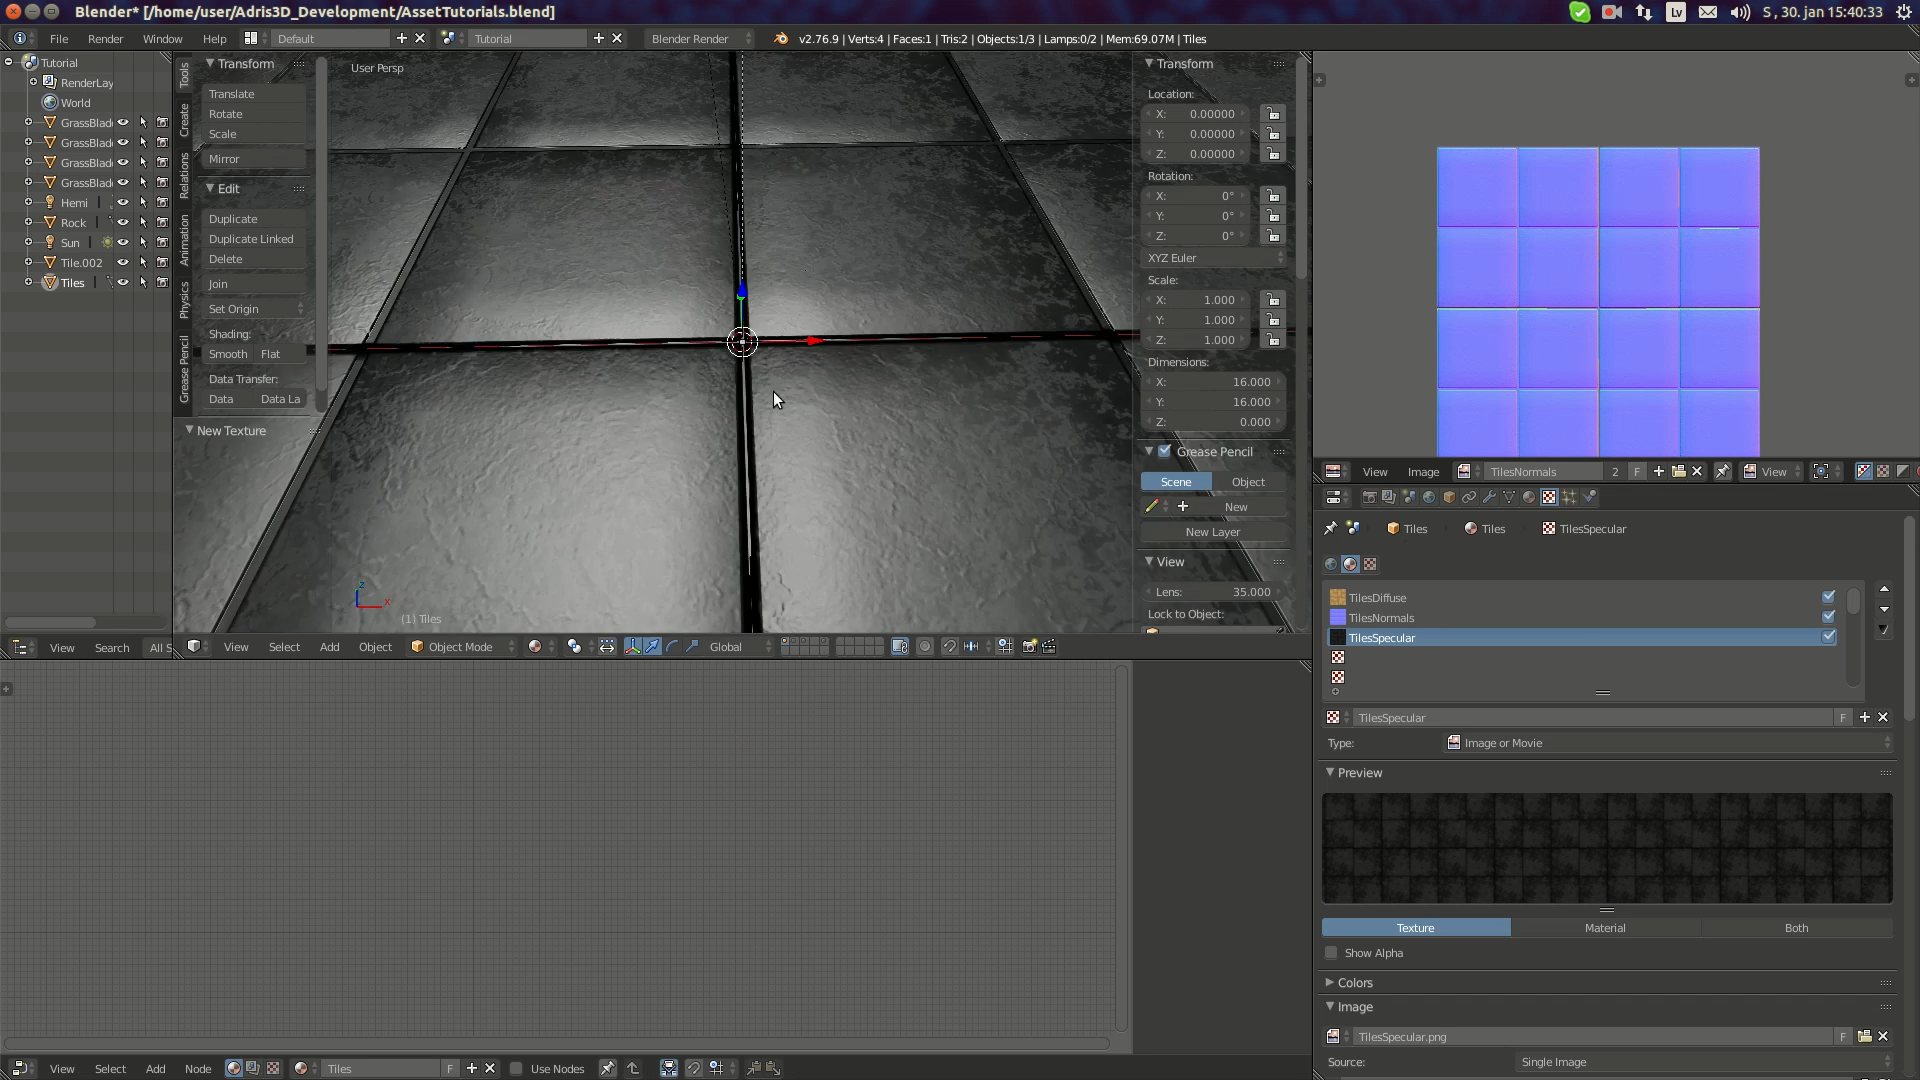 Blender* [/home/user/Adris3D_Development/AssetTutorials.blend]
Lv
S , 30. jan 15:40:33
File Render Window Help
Default
Tutorial
Blender Render
v2.76.9 | Verts:4 | Faces:1 | Tris:2 | Objects:1/3 | Lamps:0/2 | Mem:69.07M | Tiles
Tutorial
RenderLay
World
GrassBlad
GrassBlad
GrassBlad
GrassBlad
Hemi
Rock
Sun
Tile.002
Tiles
View Search All S
Tools
Create
Relations
Animation
Physics
Grease Pencil
Transform
Translate
Rotate
Scale
Mirror
Edit
Duplicate
Duplicate Linked
Delete
Join
Set Origin
Shading:
Smooth Flat
Data Transfer:
Data Data La
New Texture
User Persp
z
x
(1) Tiles
View Select Add Object
Object Mode
Global
Transform
Location:
X: 0.00000
Y: 0.00000
Z: 0.00000
Rotation:
X: 0°
Y: 0°
Z: 0°
XYZ Euler
Scale:
X: 1.000
Y: 1.000
Z: 1.000
Dimensions:
X: 16.000
Y: 16.000
Z: 0.000
Grease Pencil
Scene Object
New
New Layer
View
Lens: 35.000
Lock to Object:
View Image
TilesNormals 2 F
View
Tiles Tiles TilesSpecular
TilesDiffuse
TilesNormals
TilesSpecular
TilesSpecular F
Type: Image or Movie
Preview
Texture Material Both
Show Alpha
Colors
Image
TilesSpecular.png F
Source: Single Image
View Select Add Node
Tiles F
Use Nodes